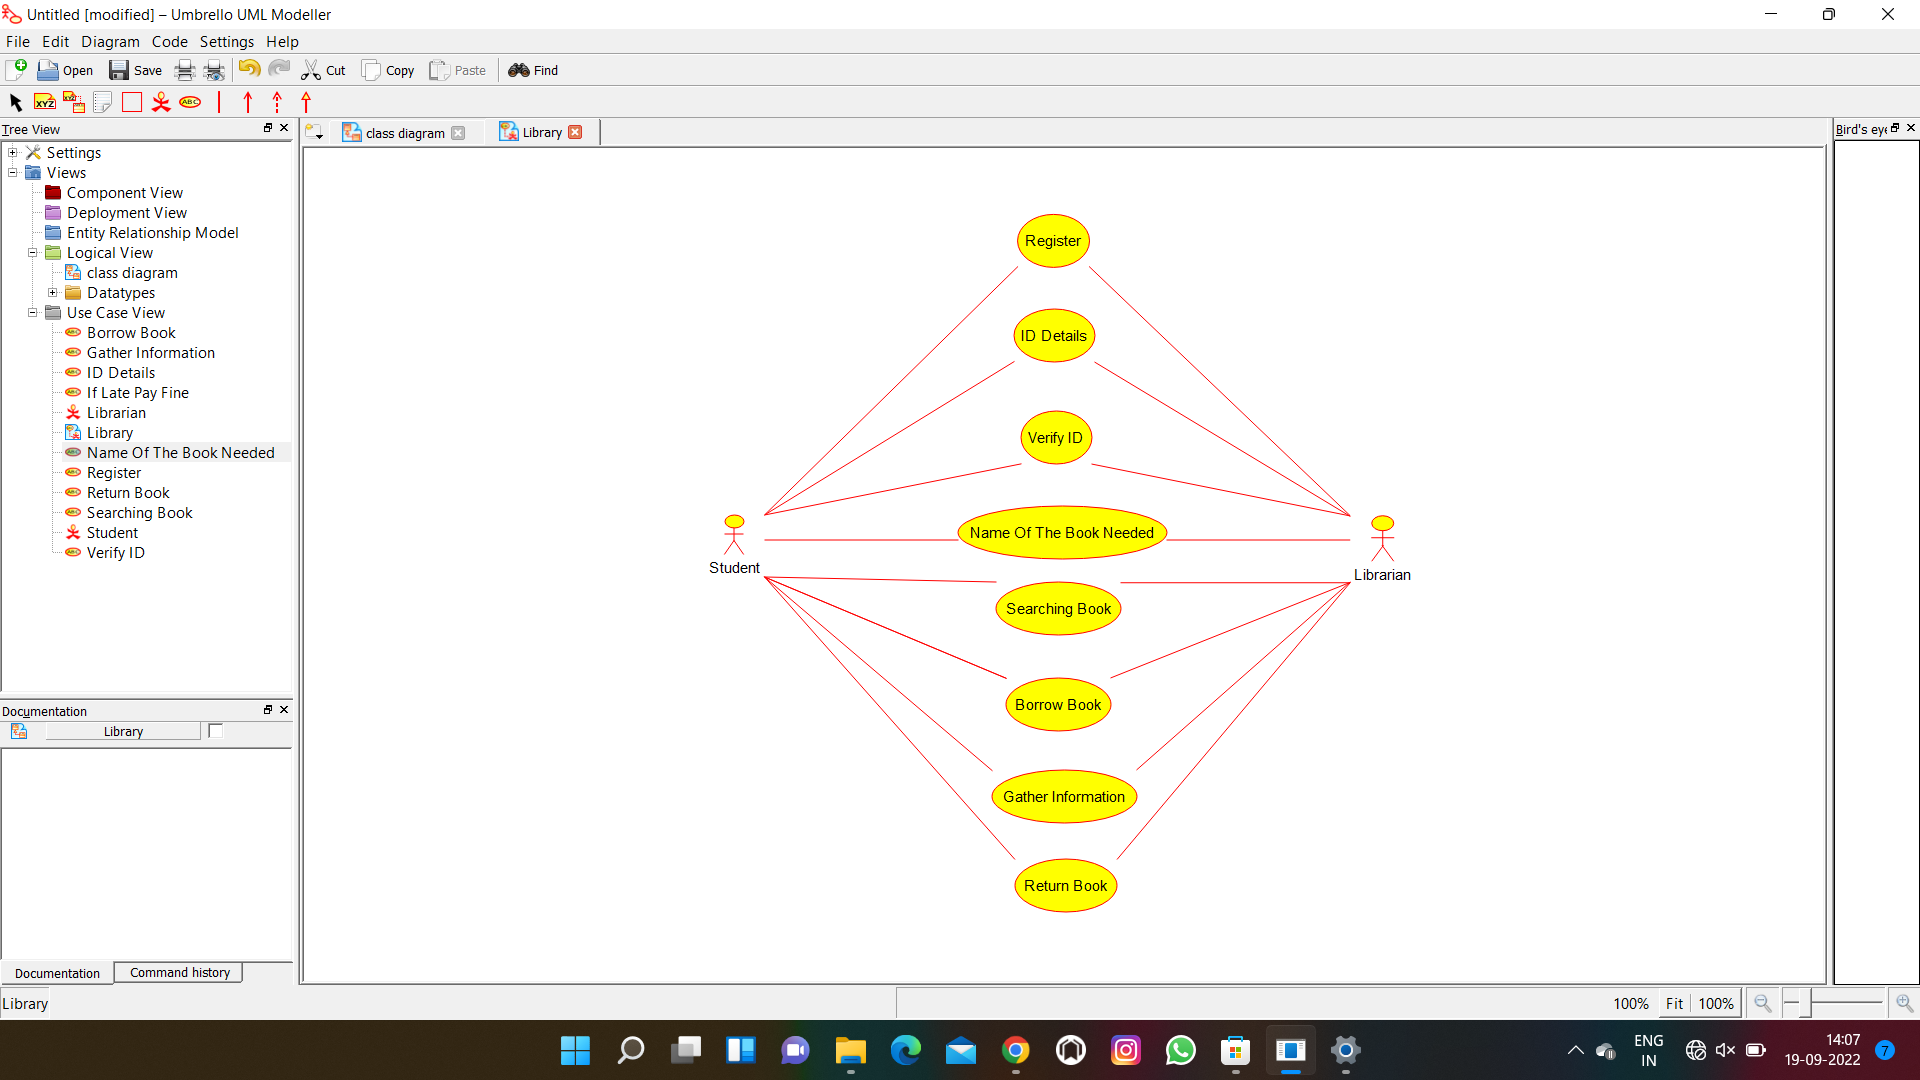 Untitled [modified] – Umbrello UML Modeller
File Edit Diagram Code Settings Help
Open Save Cut Copy Paste Find
XYZ XYZ ABC
Tree View
class diagram
Library
Bird's eye
Settings
Views
Component View
Deployment View
Entity Relationship Model
Logical View
class diagram
Datatypes
Use Case View
Borrow Book
Gather Information
ID Details
If Late Pay Fine
Librarian
Library
Name Of The Book Needed
Register
Return Book
Searching Book
Student
Verify ID
Register
ID Details
Verify ID
Name Of The Book Needed
Student
Librarian
Searching Book
Borrow Book
Gather Information
Return Book
Documentation
Library
Documentation Command history
Library
100% Fit 100%
ENG
IN
14:07
19-09-2022
7